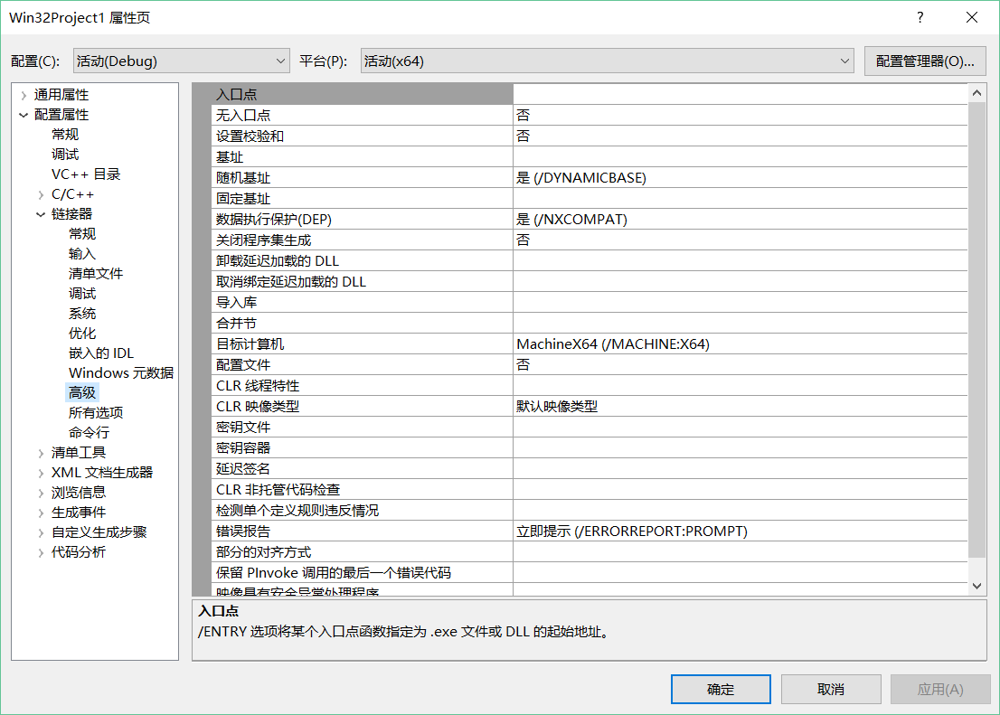 Win32Project1 属性页
?
配置(C): 活动(Debug) 平台(P): 活动(x64) 配置管理器(O)...
通用属性
配置属性
常规
调试
VC++ 目录
C/C++
链接器
常规
输入
清单文件
调试
系统
优化
嵌入的 IDL
Windows 元数据
高级
所有选项
命令行
清单工具
XML 文档生成器
浏览信息
生成事件
自定义生成步骤
代码分析
入口点
无入口点 否
设置校验和 否
基址
随机基址 是 (/DYNAMICBASE)
固定基址
数据执行保护(DEP) 是 (/NXCOMPAT)
关闭程序集生成 否
卸载延迟加载的 DLL
取消绑定延迟加载的 DLL
导入库
合并节
目标计算机 MachineX64 (/MACHINE:X64)
配置文件 否
CLR 线程特性
CLR 映像类型 默认映像类型
密钥文件
密钥容器
延迟签名
CLR 非托管代码检查
检测单个定义规则违反情况
错误报告 立即提示 (/ERRORREPORT:PROMPT)
部分的对齐方式
保留 PInvoke 调用的最后一个错误代码
映像具有安全异常处理程序
入口点
/ENTRY 选项将某个入口点函数指定为 .exe 文件或 DLL 的起始地址。
确定 取消 应用(A)